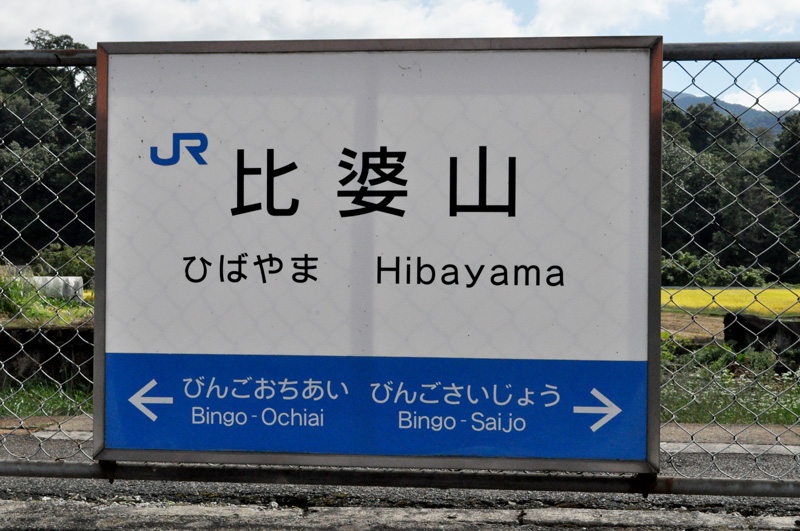 JR
比婆山
ひばやま Hibayama
びんごおちあい びんごさいじょう
Bingo-Ochiai Bingo-Saijo